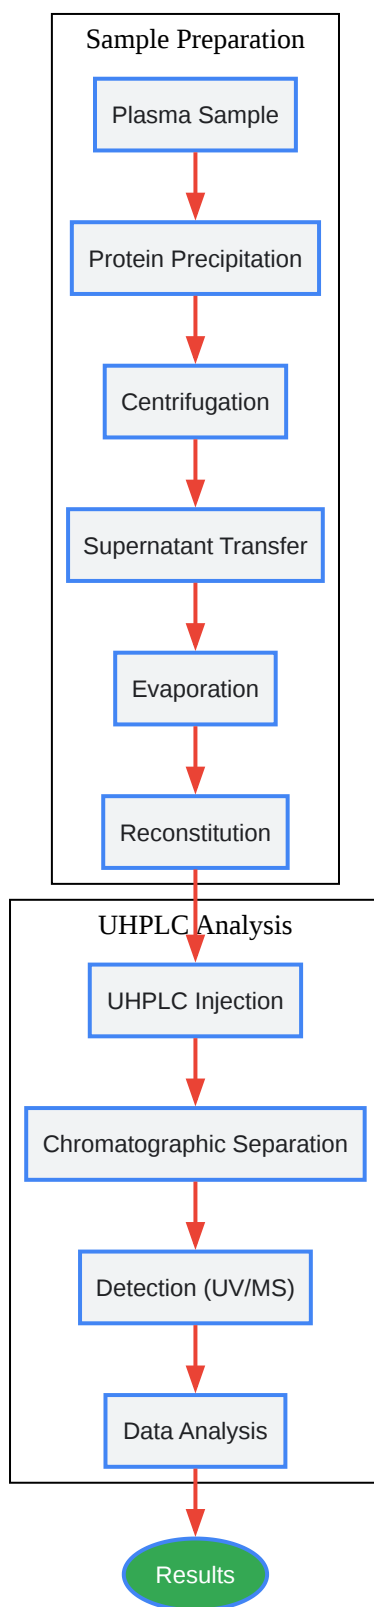 Sample Preparation
Plasma Sample
Protein Precipitation
Centrifugation
Supernatant Transfer
Evaporation
Reconstitution
UHPLC Analysis
UHPLC Injection
Chromatographic Separation
Detection (UV/MS)
Data Analysis
Results